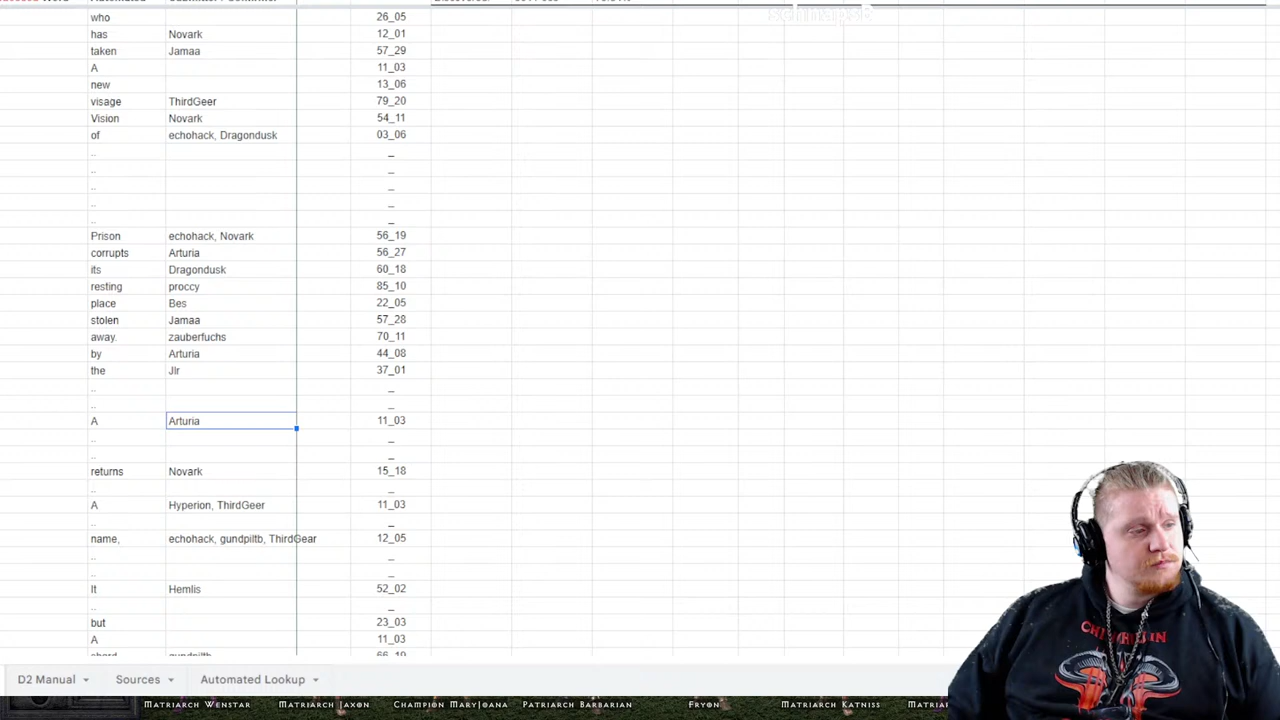 who 26_05
has Novark 12_01
taken Jamaa 57_29
A 11_03
new 13_06
visage ThirdGeer 79_20
Vision Novark 54_11
of echohack, Dragondusk 03_06
.. _
.. _
.. _
.. _
.. _
Prison echohack, Novark 56_19
corrupts Arturia 56_27
its Dragondusk 60_18
resting proccy 85_10
place Bes 22_05
stolen Jamaa 57_28
away. zauberfuchs 70_11
by Arturia 44_08
the Jlr 37_01
.. _
.. _
A Arturia 11_03
.. _
.. _
returns Novark 15_18
.. _
A Hyperion, ThirdGeer 11_03
.. _
name, echohack, gundpiltb, ThirdGear 12_05
.. _
.. _
It Hemlis 52_02
.. _
but 23_03
A 11_03
D2 Manual Sources Automated Lookup
Matriarch Wenstar Matriarch Jaxon Champion MaryJoana Patriarch Barbarian Fryon Matriarch Katniss